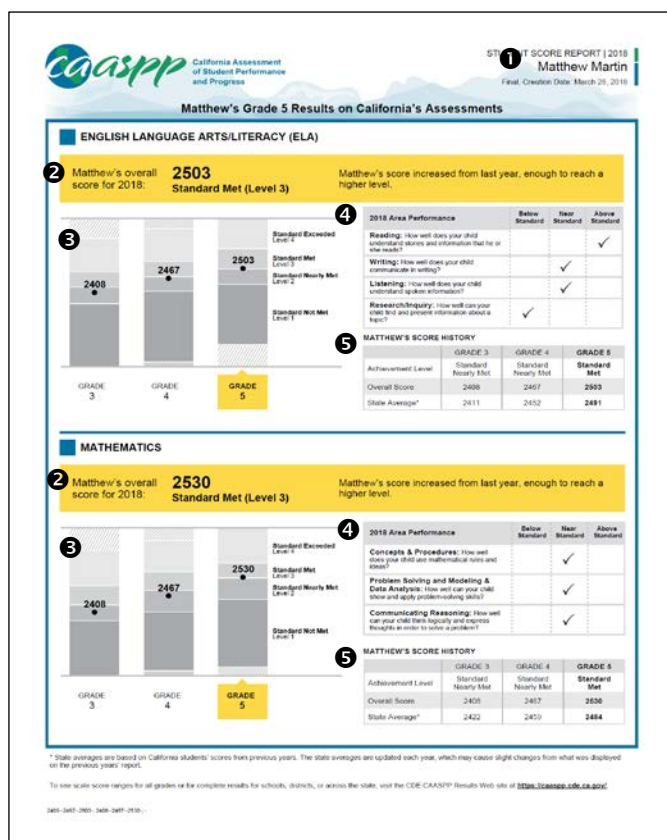 caaspp
California Assessment
of Student Performance
and Progress
STUDENT SCORE REPORT | 2018
❶
Matthew Martin
Final, Creation Date: March 26, 2018
Matthew's Grade 5 Results on California's Assessments
ENGLISH LANGUAGE ARTS/LITERACY (ELA)
❷ Matthew's overall
score for 2018:
2503
Standard Met (Level 3)
Matthew's score increased from last year, enough to reach a
higher level.
❸
2408
2467
2503
Standard Exceeded
Level 4
Standard Met
Level 3
Standard Nearly Met
Level 2
Standard Not Met
Level 1
GRADE
3
GRADE
4
GRADE
5
❹
2018 Area Performance
Below
Standard
Near
Standard
Above
Standard
Reading: How well does your child
understand stories and information that he or
she reads?
✓
Writing: How well does your child
communicate in writing?
✓
Listening: How well does your child
understand spoken information?
✓
Research/Inquiry: How well can your
child find and present information about a
topic?
✓
❺ MATTHEW'S SCORE HISTORY
GRADE 3 GRADE 4 GRADE 5
Achievement Level Standard Nearly Met Standard Nearly Met Standard Met
Overall Score 2408 2467 2503
State Average* 2411 2452 2491
MATHEMATICS
❷ Matthew's overall
score for 2018:
2530
Standard Met (Level 3)
Matthew's score increased from last year, enough to reach a
higher level.
❸
2408
2467
2530
Standard Exceeded
Level 4
Standard Met
Level 3
Standard Nearly Met
Level 2
Standard Not Met
Level 1
GRADE
3
GRADE
4
GRADE
5
❹
2018 Area Performance
Below
Standard
Near
Standard
Above
Standard
Concepts & Procedures: How well
does your child use mathematical rules and
ideas?
✓
Problem Solving and Modeling &
Data Analysis: How well can your child
show and apply problem-solving skills?
✓
Communicating Reasoning: How well
can your child think logically and express
thoughts in order to solve a problem?
✓
❺ MATTHEW'S SCORE HISTORY
GRADE 3 GRADE 4 GRADE 5
Achievement Level Standard Nearly Met Standard Nearly Met Standard Met
Overall Score 2408 2467 2530
State Average* 2422 2459 2484
* State averages are based on California students' scores from previous years. The state averages are updated each year, which may cause slight changes from what was displayed
on the previous years' report.
To see scale score ranges for all grades or for complete results for schools, districts, or across the state, visit the CDE CAASPP Results Web site at https://caaspp.cde.ca.gov/.